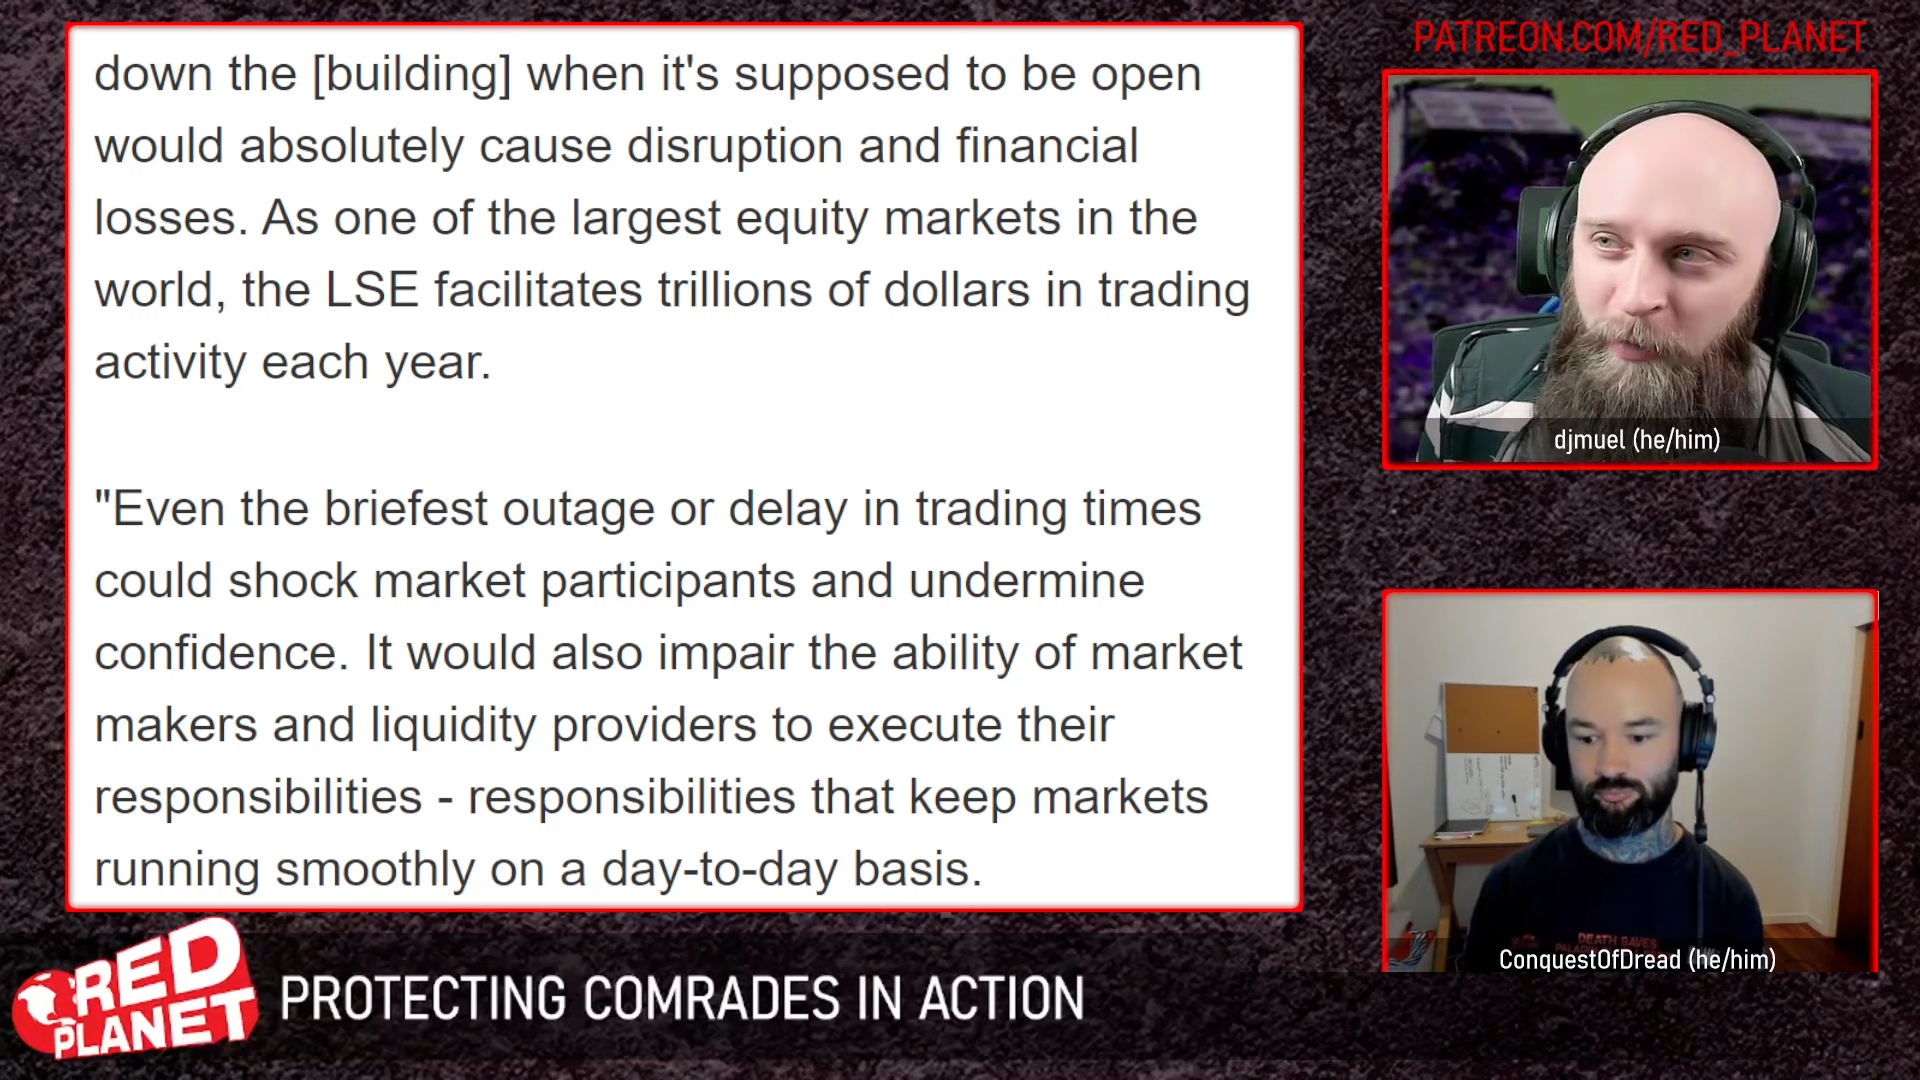 down the [building] when it's supposed to be open
would absolutely cause disruption and financial
losses. As one of the largest equity markets in the
world, the LSE facilitates trillions of dollars in trading
activity each year.
"Even the briefest outage or delay in trading times
could shock market participants and undermine
confidence. It would also impair the ability of market
makers and liquidity providers to execute their
responsibilities - responsibilities that keep markets
running smoothly on a day-to-day basis.
PATREON.COM/RED_PLANET
djmuel (he/him)
DEATH SAVES
ConquestOfDread (he/him)
RED
PLANET
PROTECTING COMRADES IN ACTION